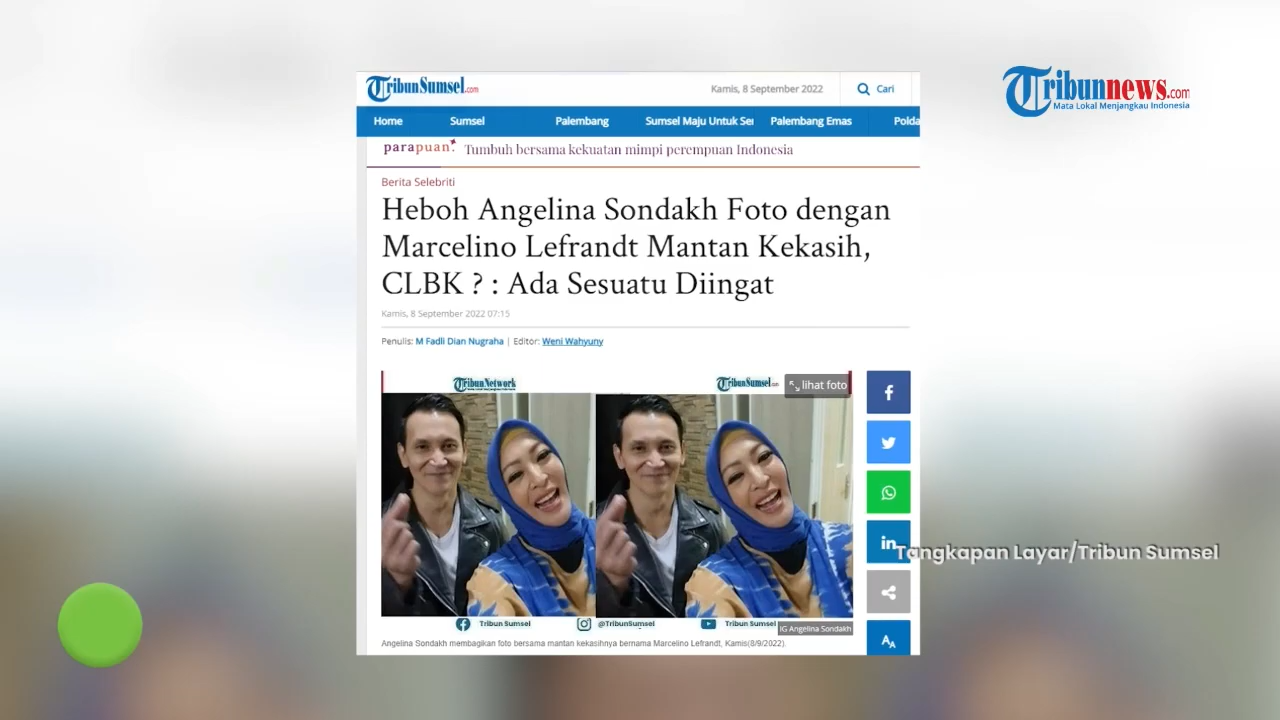 TribunSumsel.com
Kamis, 8 September 2022
Cari
Tribunnews.com
Mata Lokal Menjangkau Indonesia
Home Sumsel Palembang Sumsel Maju Untuk Se Palembang Emas Polda
parapuan. Tumbuh bersama kekuatan mimpi perempuan Indonesia
Berita Selebriti
Heboh Angelina Sondakh Foto dengan
Marcelino Lefrandt Mantan Kekasih,
CLBK ? : Ada Sesuatu Diingat
Kamis, 8 September 2022 07:15
Penulis: M Fadli Dian Nugraha | Editor: Weni Wahyuny
TribunNetwork
TribunSumsel.com
lihat foto
f
in
Tangkapan Layar/Tribun Sumsel
Tribun Sumsel @TribunSumsel Tribun Sumsel
IG Angelina Sondakh
AA
Angelina Sondakh membagikan foto bersama mantan kekasihnya bernama Marcelino Lefrandt, Kamis(8/9/2022).